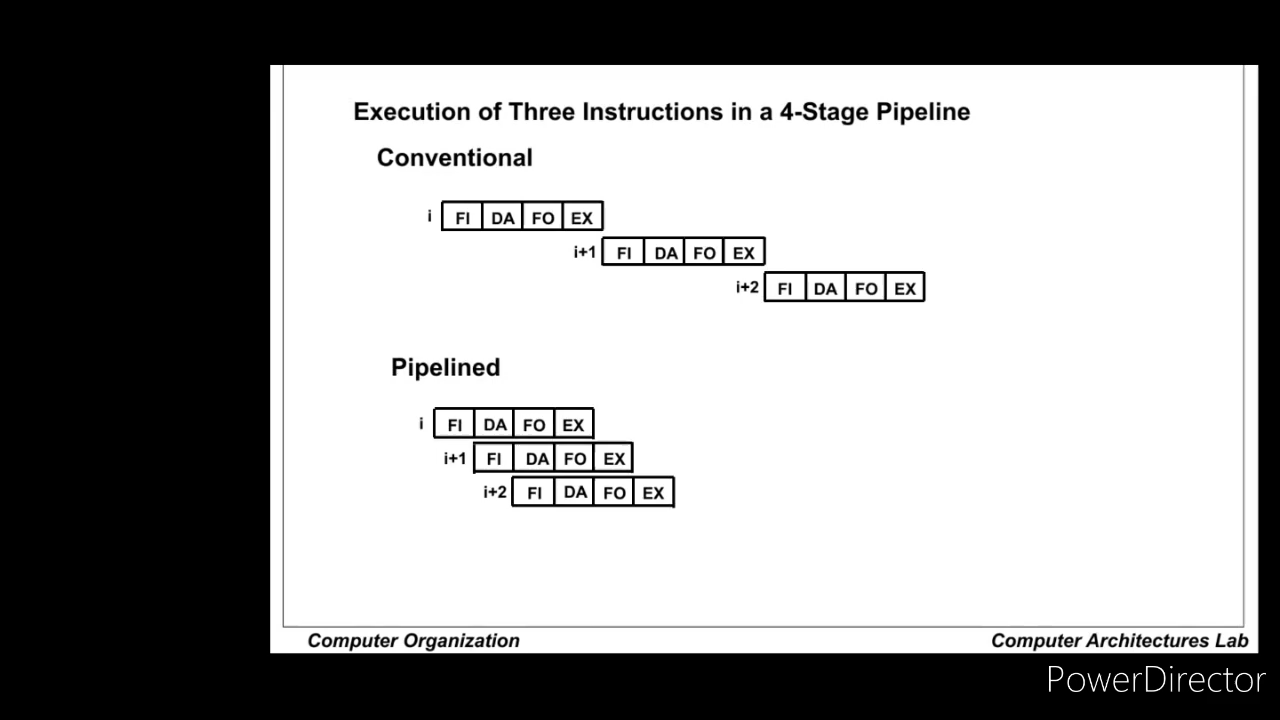 Execution of Three Instructions in a 4-Stage Pipeline
Conventional
i FI DA FO EX
i+1 FI DA FO EX
i+2 FI DA FO EX
Pipelined
i FI DA FO EX
i+1 FI DA FO EX
i+2 FI DA FO EX
Computer Organization Computer Architectures Lab
PowerDirector